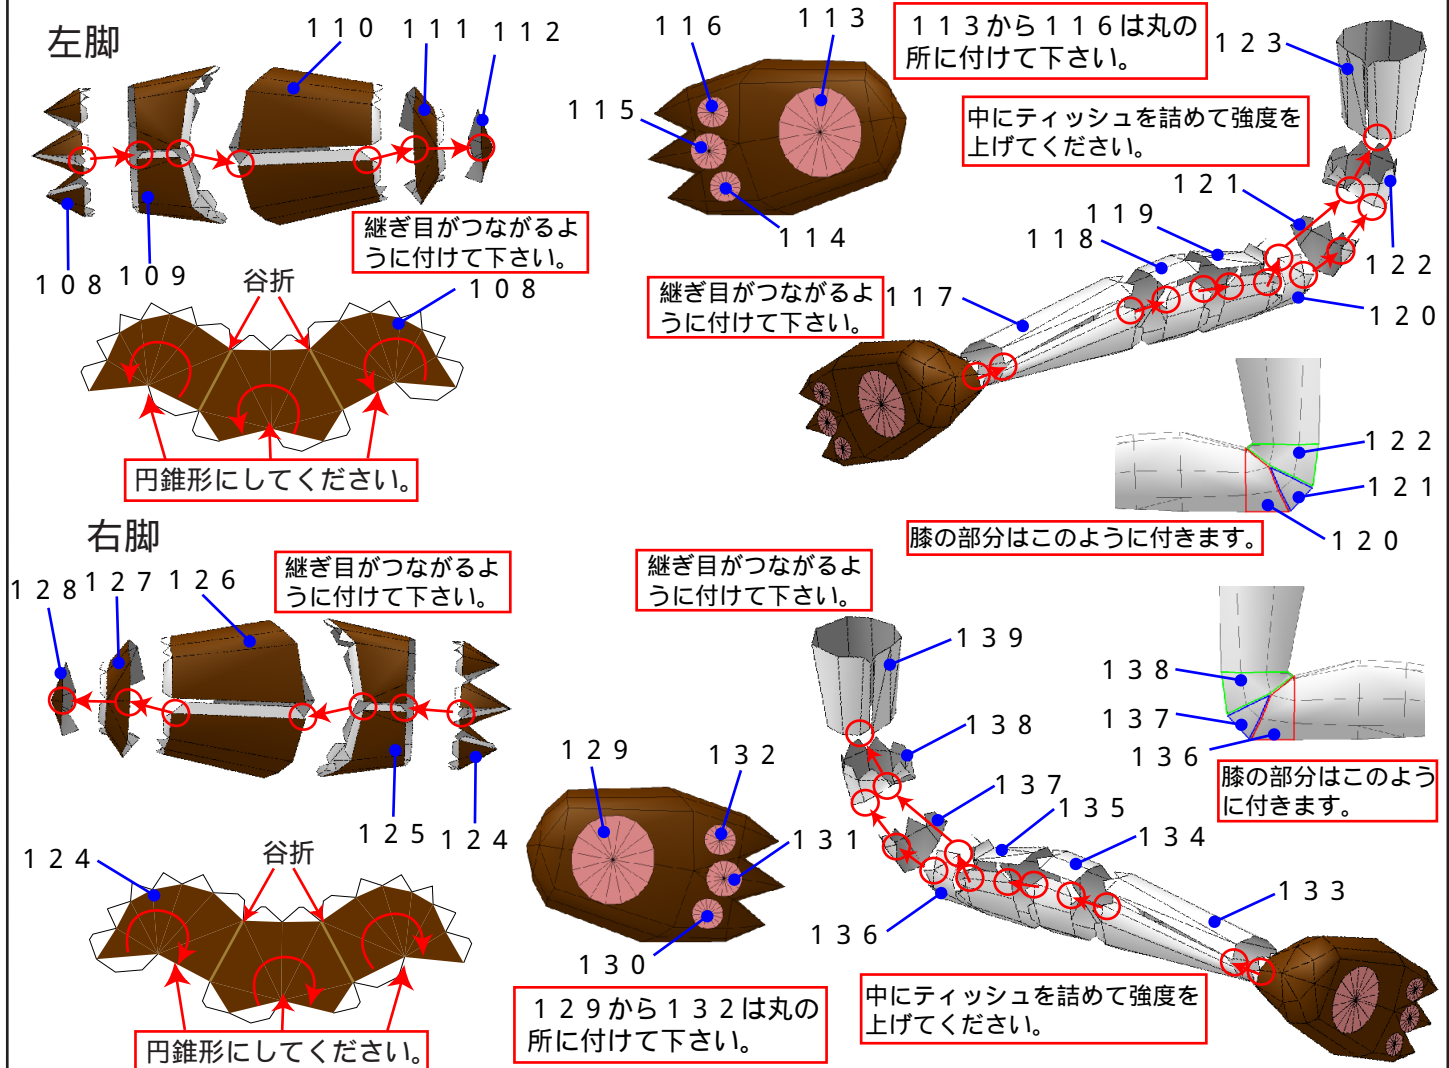 左脚
１１０
１１１
１１２
１０８
１０９
継ぎ目がつながるよ
うに付けて下さい。
谷折
１０８
円錐形にしてください。
１１６
１１３
１１５
１１４
１１３から１１６は丸の
所に付けて下さい。
１２３
中にティッシュを詰めて強度を
上げてください。
１２１
１１９
１１８
１２２
１２０
継ぎ目がつながるよ
うに付けて下さい。
１１７
１２２
１２１
１２０
膝の部分はこのように付きます。
右脚
１２８
１２７
１２６
継ぎ目がつながるよ
うに付けて下さい。
１２５
１２４
１２４
谷折
円錐形にしてください。
継ぎ目がつながるよ
うに付けて下さい。
１２９
１３２
１３１
１３０
１２９から１３２は丸の
所に付けて下さい。
１３９
１３８
１３７
１３５
１３４
１３３
１３６
中にティッシュを詰めて強度を
上げてください。
１３８
１３７
１３６
膝の部分はこのよう
に付きます。